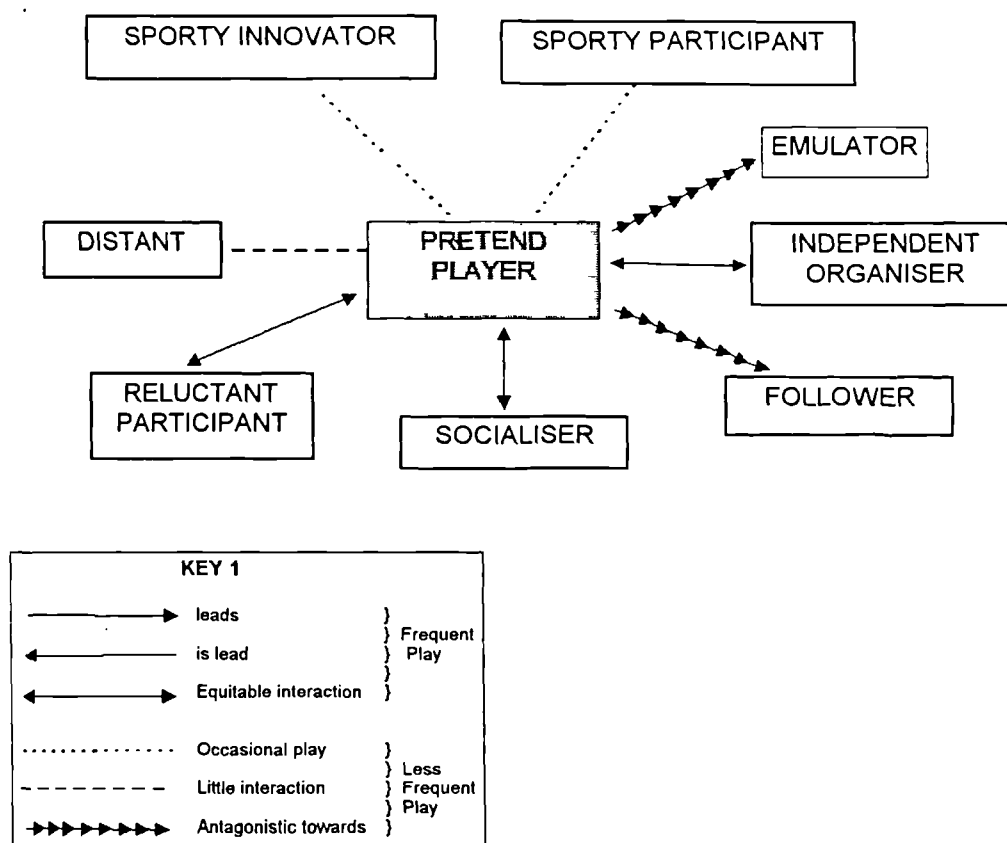 SPORTY INNOVATOR
SPORTY PARTICIPANT
EMULATOR
DISTANT
PRETEND
PLAYER
INDEPENDENT
ORGANISER
RELUCTANT
PARTICIPANT
SOCIALISER
FOLLOWER
KEY 1
leads
is lead
Equitable interaction
}
} Frequent
} Play
}
}
Occasional play
Little interaction
Antagonistic towards
}
} Less
} Frequent
} Play
}